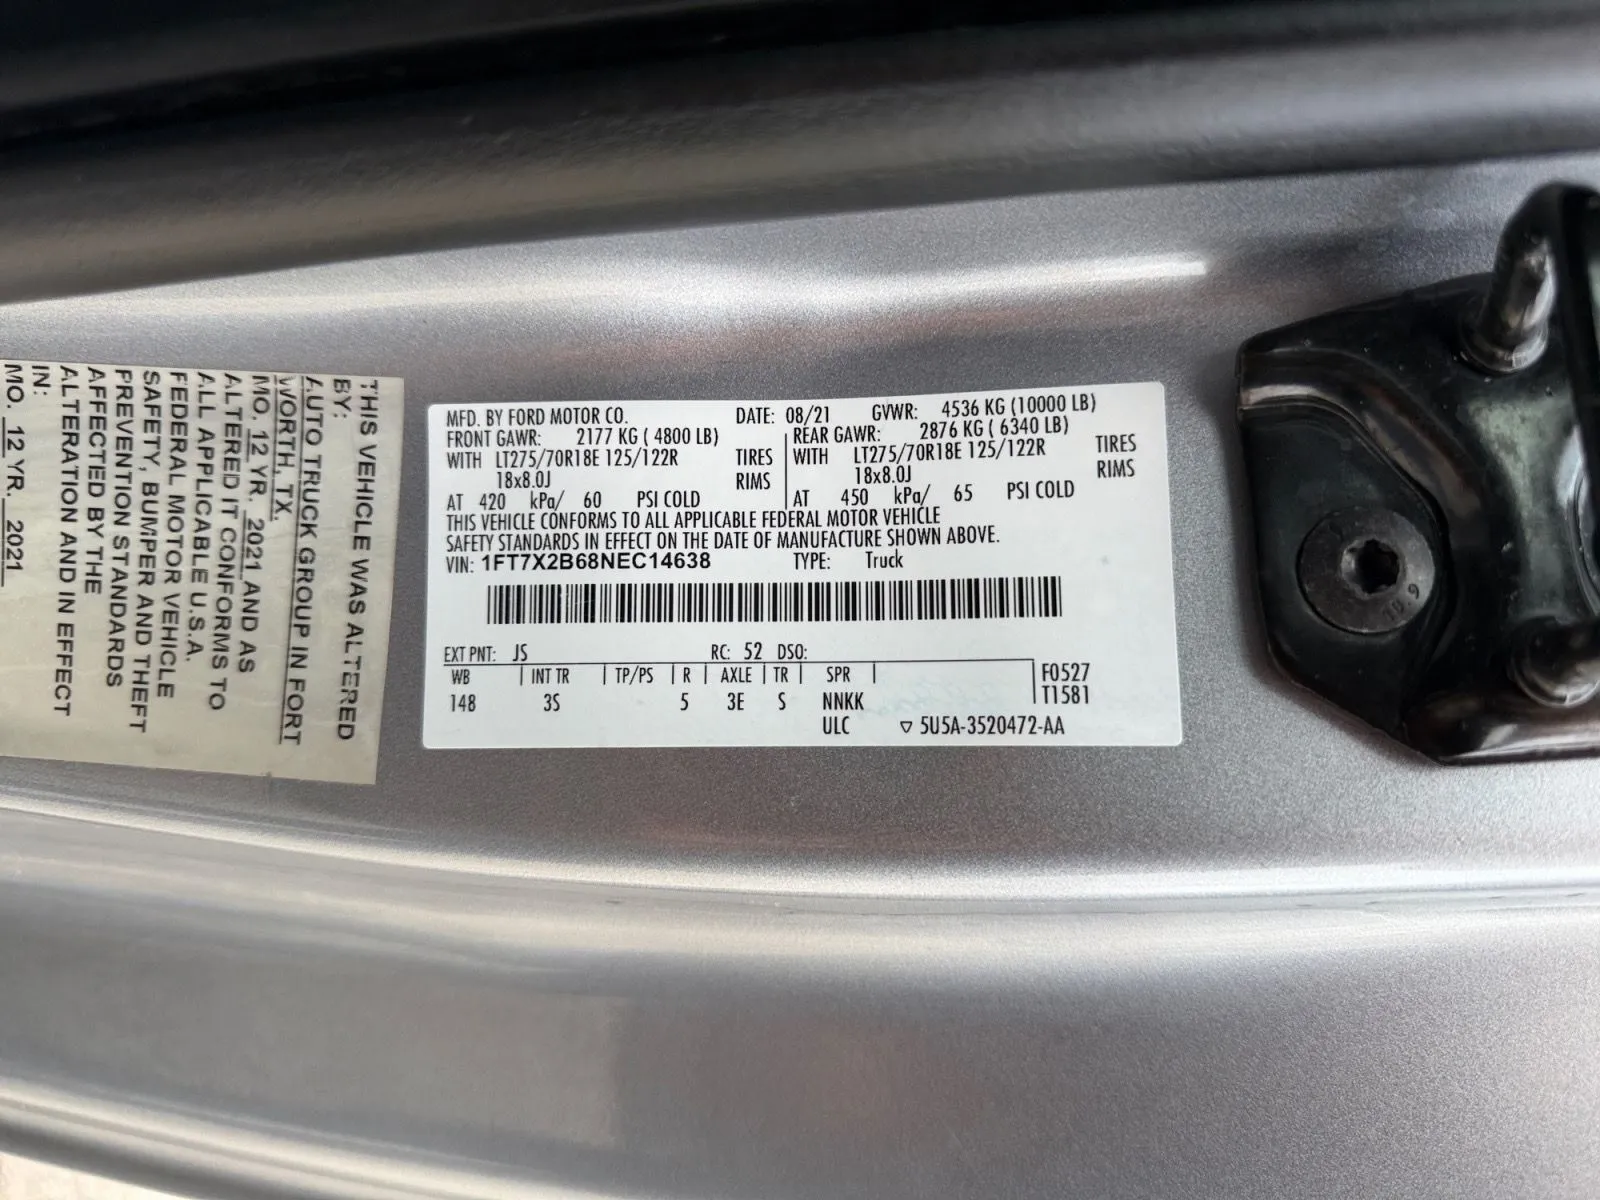 THIS VEHICLE WAS ALTERED
BY:
AUTO TRUCK GROUP IN FORT
WORTH, TX.
MO. 12 YR. 2021 AND AS
ALTERED IT CONFORMS TO
ALL APPLICABLE U.S.A.
FEDERAL MOTOR VEHICLE
SAFETY, BUMPER AND THEFT
PREVENTION STANDARDS
AFFECTED BY THE
ALTERATION AND IN EFFECT
IN:
MO. 12 YR. 2021
MFD. BY FORD MOTOR CO. DATE: 08/21 GVWR: 4536 KG (10000 LB)
FRONT GAWR: 2177 KG ( 4800 LB) REAR GAWR: 2876 KG ( 6340 LB)
WITH LT275/70R18E 125/122R TIRES WITH LT275/70R18E 125/122R TIRES
18x8.0J RIMS 18x8.0J RIMS
AT 420 kPa/ 60 PSI COLD AT 450 kPa/ 65 PSI COLD
THIS VEHICLE CONFORMS TO ALL APPLICABLE FEDERAL MOTOR VEHICLE
SAFETY STANDARDS IN EFFECT ON THE DATE OF MANUFACTURE SHOWN ABOVE.
VIN: 1FT7X2B68NEC14638 TYPE: Truck
EXT PNT: JS RC: 52 DSO:
WB INT TR TP/PS R AXLE TR SPR F0527
148 3S 5 3E S NNKK T1581
ULC ▽ 5U5A-3520472-AA
10.9